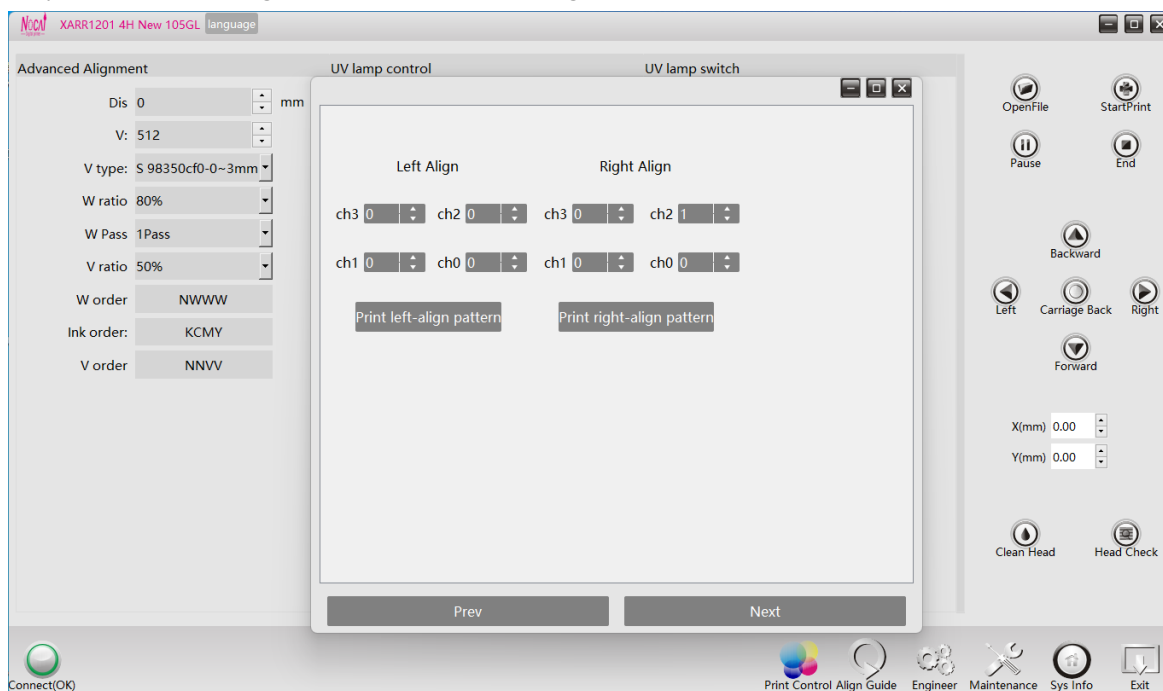 Nocai XARR1201 4H New 105GL language
Advanced Alignment UV lamp control UV lamp switch
Dis 0 mm
V: 512
V type: S 98350cf0-0~3mm
W ratio 80%
W Pass 1Pass
V ratio 50%
W order NWWW
Ink order: KCMY
V order NNVV
Left Align Right Align
ch3 0 ch2 0 ch3 0 ch2 1
ch1 0 ch0 0 ch1 0 ch0 0
Print left-align pattern Print right-align pattern
Prev Next
OpenFile StartPrint
Pause End
Backward
Left Carriage Back Right
Forward
X(mm) 0.00
Y(mm) 0.00
Clean Head Head Check
Connect(OK) Print Control Align Guide Engineer Maintenance Sys Info Exit